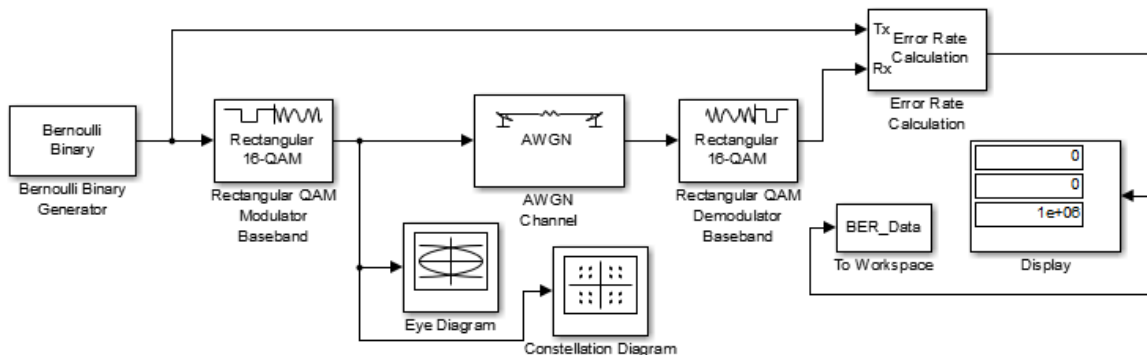 Tx
Error Rate
Calculation
Rx
Error Rate
Calculation
Bernoulli
Binary
Bernoulli Binary
Generator
Rectangular
16-QAM
Rectangular QAM
Modulator
Baseband
AWGN
AWGN
Channel
Rectangular
16-QAM
Rectangular QAM
Demodulator
Baseband
0
0
1e+06
Display
BER_Data
To Workspace
Eye Diagram
Constellation Diagram